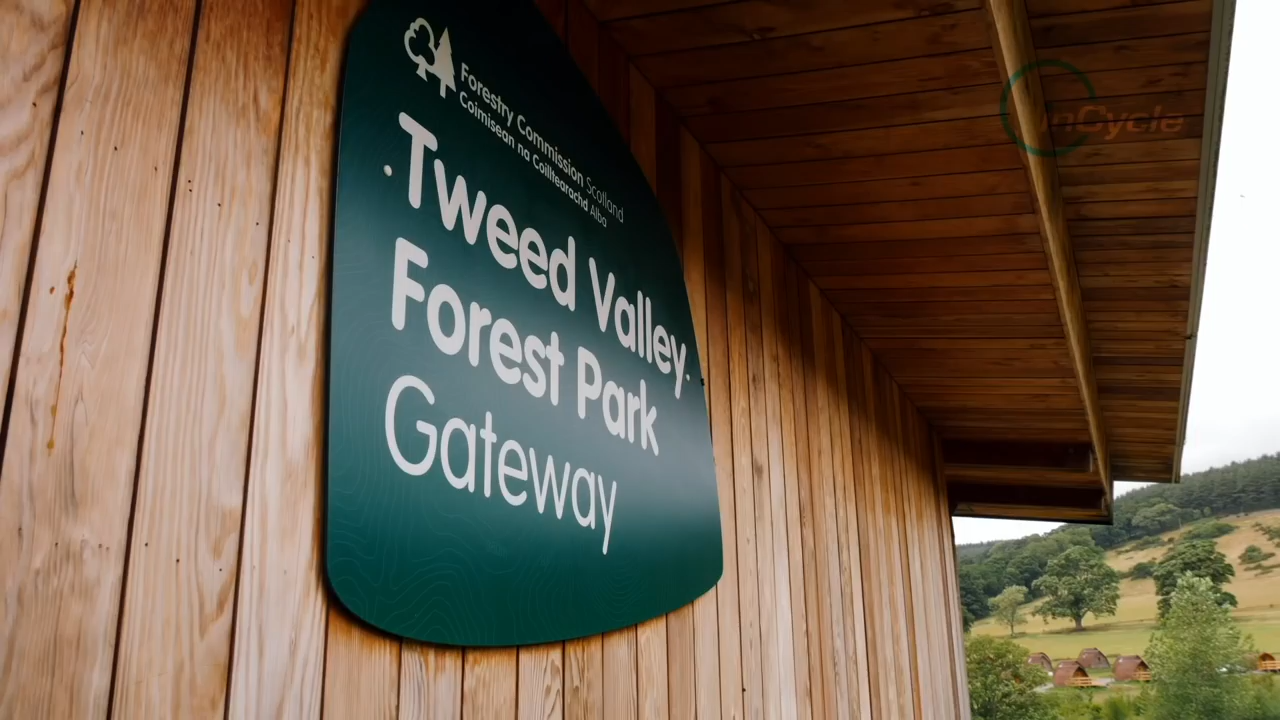 Forestry Commission Scotland
Coimisean na Coilltearachd Alba
Tweed Valley
Forest Park
Gateway
InCycle